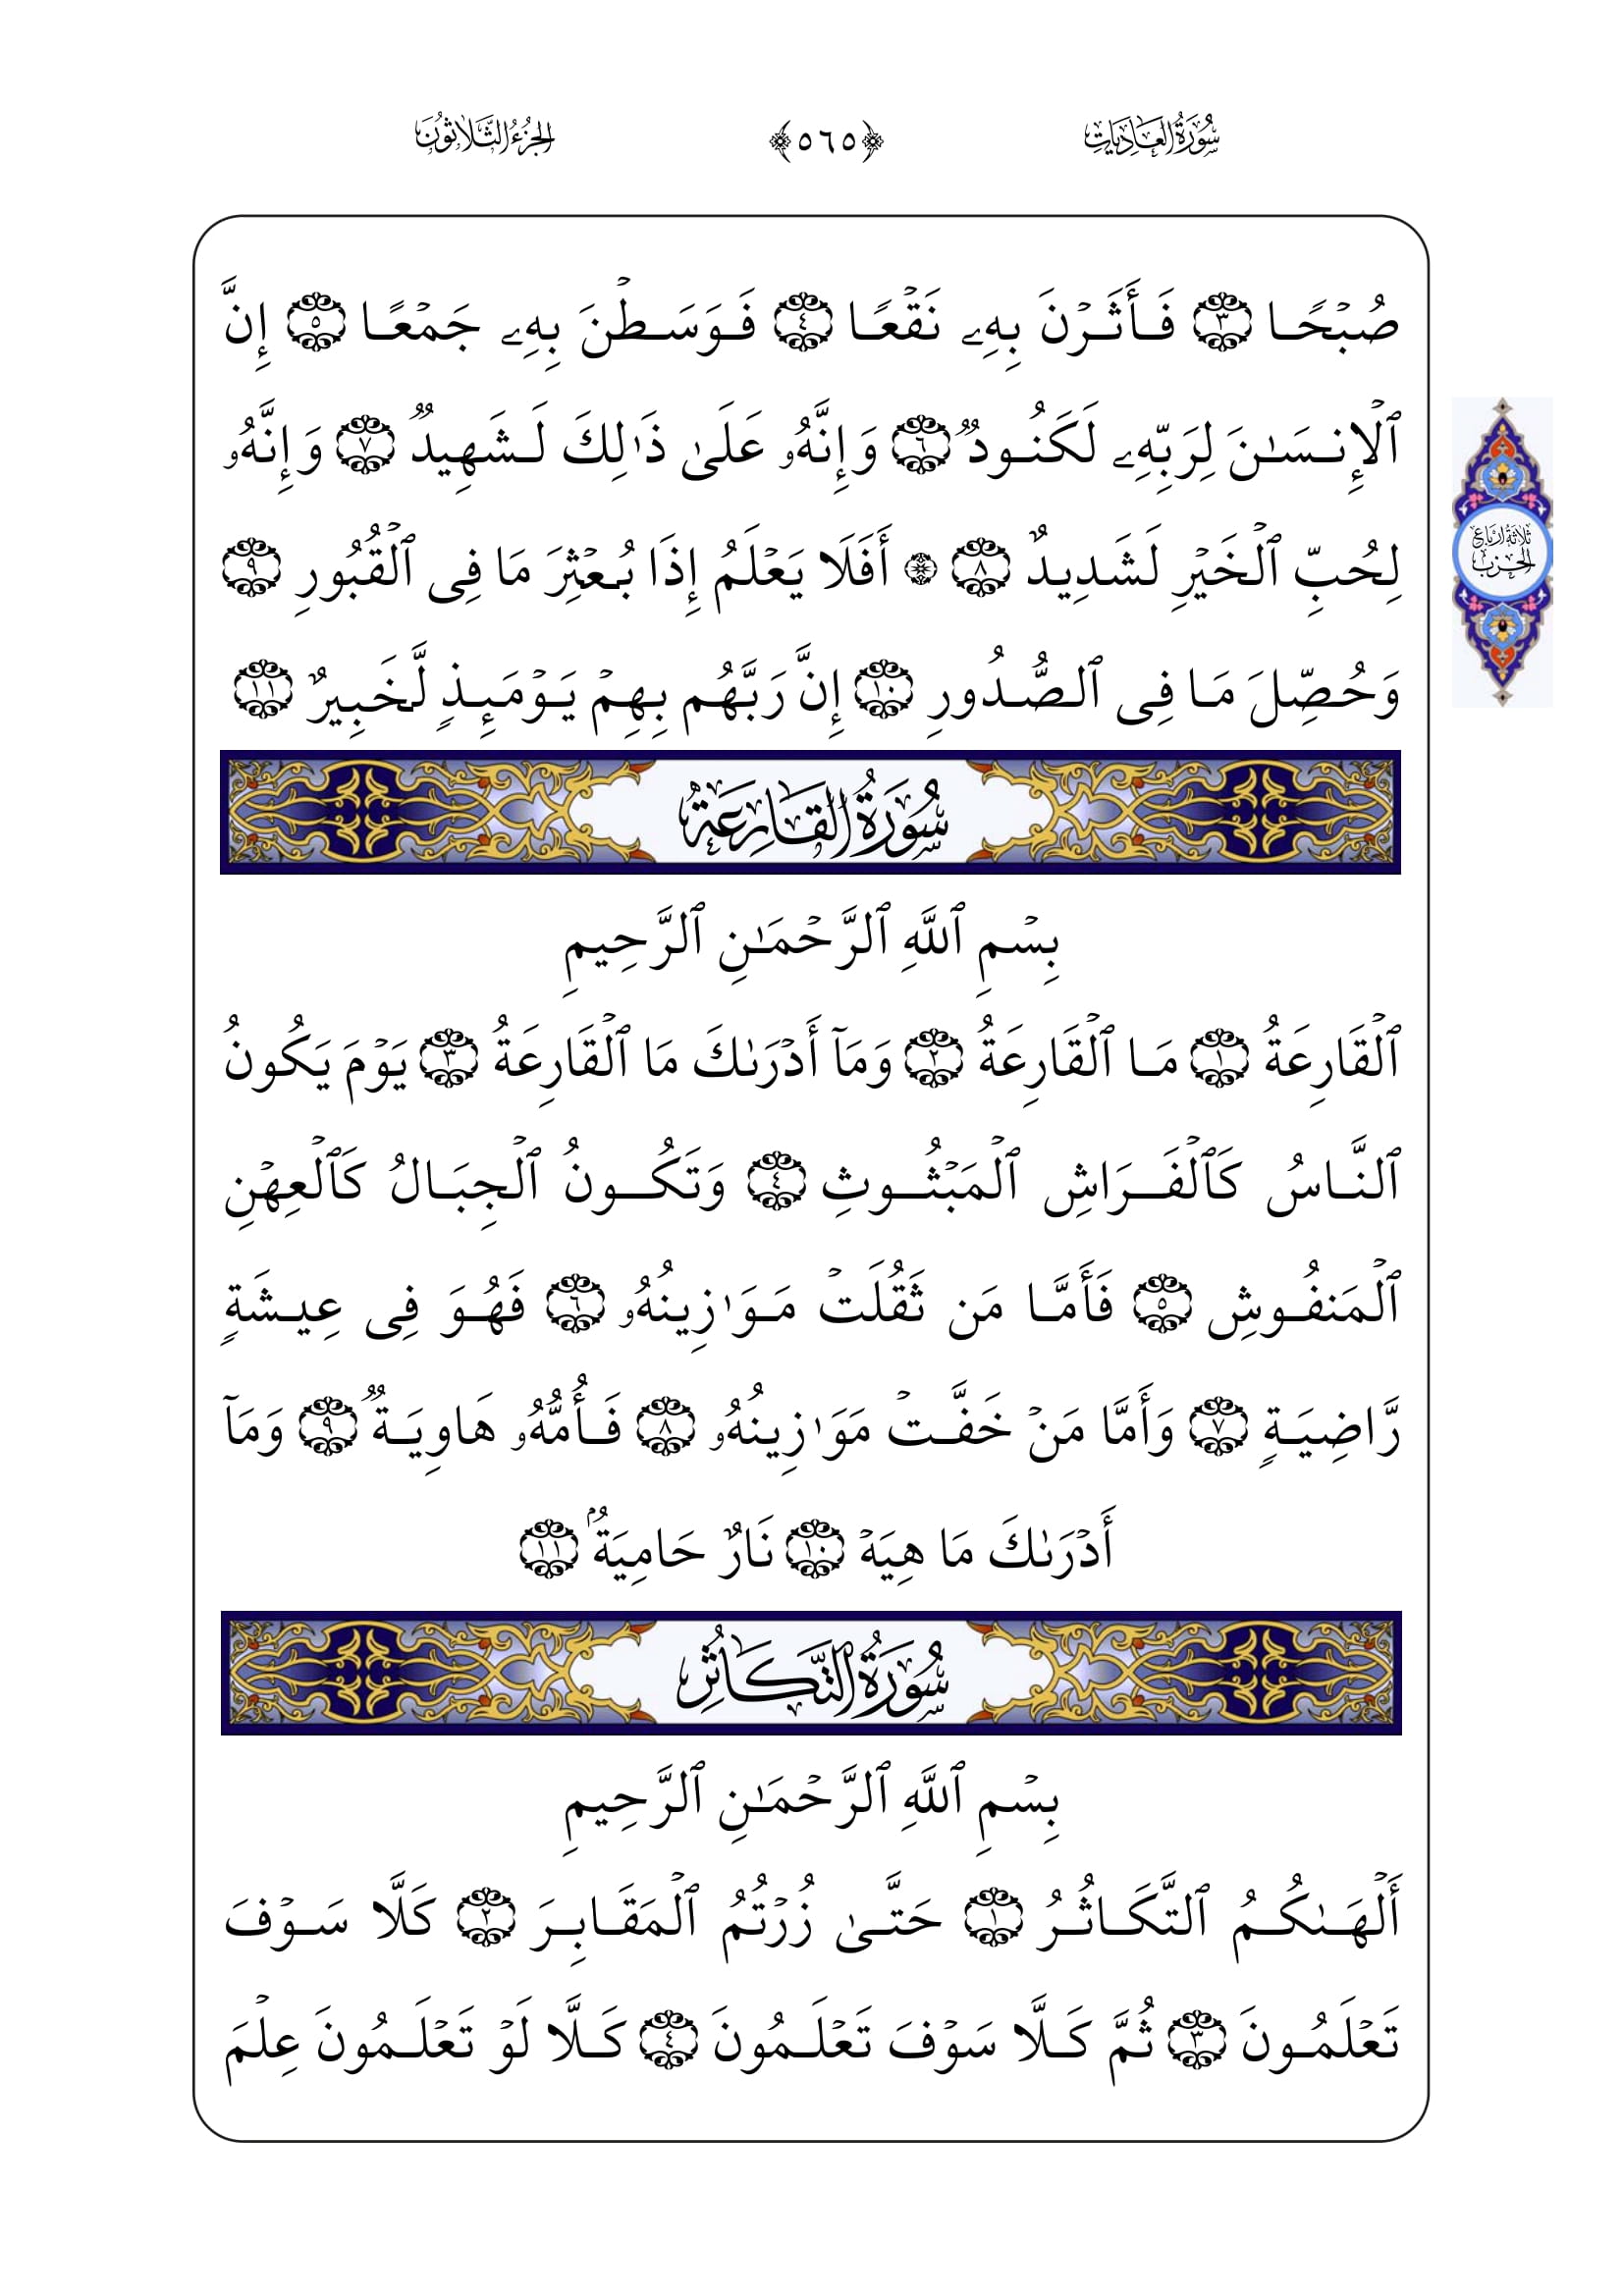 سُورَةُ العَادِيَاتِ ﴿٥٦٥﴾ الجزءُ الثَّلَاثُونَ
صُبۡحًا ٣ فَأَثَرۡنَ بِهِۦ نَقۡعًا ٤ فَوَسَطۡنَ بِهِۦ جَمۡعًا ٥ إِنَّ
ٱلۡإِنسَـٰنَ لِرَبِّهِۦ لَكَنُودٌ ٦ وَإِنَّهُۥ عَلَىٰ ذَٰلِكَ لَشَهِيدٌ ٧ وَإِنَّهُۥ
لِحُبِّ ٱلۡخَيۡرِ لَشَدِيدٌ ٨ ۞ أَفَلَا يَعۡلَمُ إِذَا بُعۡثِرَ مَا فِى ٱلۡقُبُورِ ٩
ثلاثة ارباع
الحزب
وَحُصِّلَ مَا فِى ٱلصُّدُورِ ١٠ إِنَّ رَبَّهُم بِهِمۡ يَوۡمَئِذٍ لَّخَبِيرٌ ١١
سُورَةُ القَارِعَةُ
بِسۡمِ ٱللَّهِ ٱلرَّحۡمَـٰنِ ٱلرَّحِيمِ
ٱلۡقَارِعَةُ ١ مَا ٱلۡقَارِعَةُ ٢ وَمَآ أَدۡرَىٰكَ مَا ٱلۡقَارِعَةُ ٣ يَوۡمَ يَكُونُ
ٱلنَّاسُ كَٱلۡفَرَاشِ ٱلۡمَبۡثُوثِ ٤ وَتَكُونُ ٱلۡجِبَالُ كَٱلۡعِهۡنِ
ٱلۡمَنفُوشِ ٥ فَأَمَّا مَن ثَقُلَتۡ مَوَٰزِينُهُۥ ٦ فَهُوَ فِى عِيشَةٍ
رَّاضِيَةٍ ٧ وَأَمَّا مَنۡ خَفَّتۡ مَوَٰزِينُهُۥ ٨ فَأُمُّهُۥ هَاوِيَةٌ ٩ وَمَآ
أَدۡرَىٰكَ مَا هِيَهۡ ١٠ نَارٌ حَامِيَةُۢ ١١
سُورَةُ التَّكَاثُرِ
بِسۡمِ ٱللَّهِ ٱلرَّحۡمَـٰنِ ٱلرَّحِيمِ
أَلۡهَىٰكُمُ ٱلتَّكَاثُرُ ١ حَتَّىٰ زُرۡتُمُ ٱلۡمَقَابِرَ ٢ كَلَّا سَوۡفَ
تَعۡلَمُونَ ٣ ثُمَّ كَلَّا سَوۡفَ تَعۡلَمُونَ ٤ كَلَّا لَوۡ تَعۡلَمُونَ عِلۡمَ